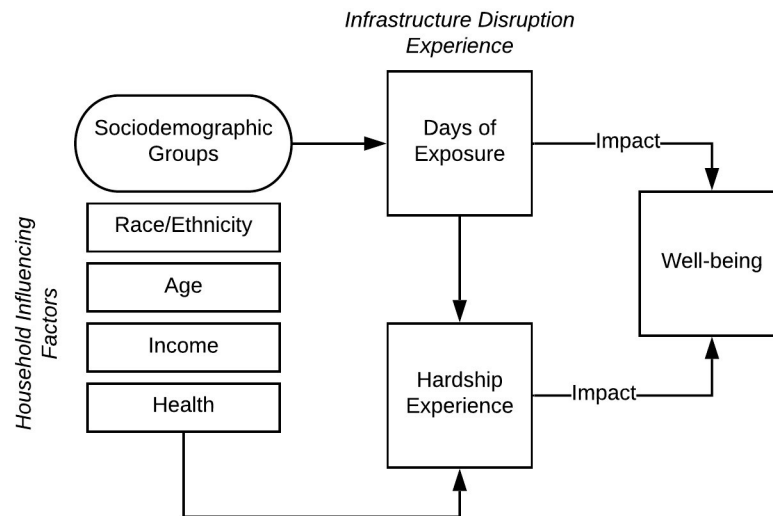 Infrastructure Disruption
Experience
Sociodemographic
Groups
Days of
Exposure
Impact
Household Influencing
Factors
Race/Ethnicity
Age
Income
Health
Well-being
Hardship
Experience
Impact